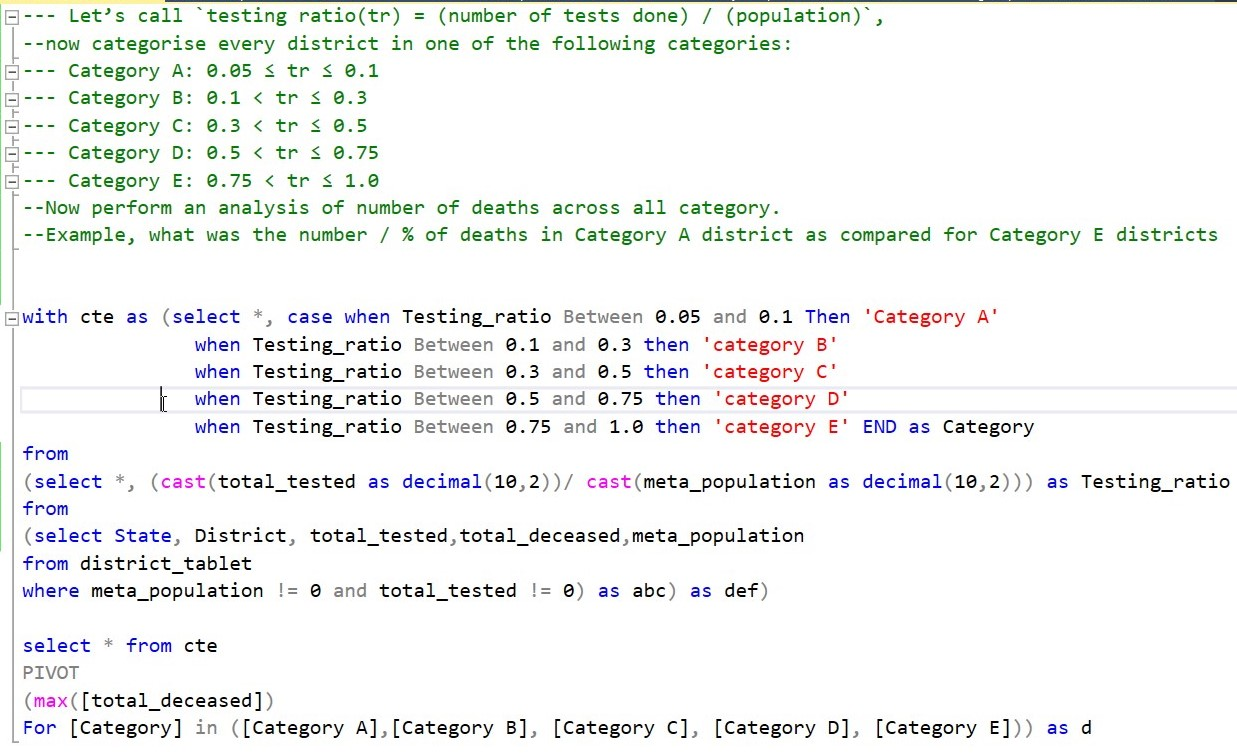 --- Let’s call `testing ratio(tr) = (number of tests done) / (population)`,
--now categorise every district in one of the following categories:
--- Category A: 0.05 ≤ tr ≤ 0.1
--- Category B: 0.1 < tr ≤ 0.3
--- Category C: 0.3 < tr ≤ 0.5
--- Category D: 0.5 < tr ≤ 0.75
--- Category E: 0.75 < tr ≤ 1.0
--Now perform an analysis of number of deaths across all category.
--Example, what was the number / % of deaths in Category A district as compared for Category E districts
with cte as (select *, case when Testing_ratio Between 0.05 and 0.1 Then 'Category A'
when Testing_ratio Between 0.1 and 0.3 then 'category B'
when Testing_ratio Between 0.3 and 0.5 then 'category C'
when Testing_ratio Between 0.5 and 0.75 then 'category D'
when Testing_ratio Between 0.75 and 1.0 then 'category E' END as Category
from
(select *, (cast(total_tested as decimal(10,2))/ cast(meta_population as decimal(10,2))) as Testing_ratio
from
(select State, District, total_tested,total_deceased,meta_population
from district_tablet
where meta_population != 0 and total_tested != 0) as abc) as def)
select * from cte
PIVOT
(max([total_deceased])
For [Category] in ([Category A],[Category B], [Category C], [Category D], [Category E])) as d